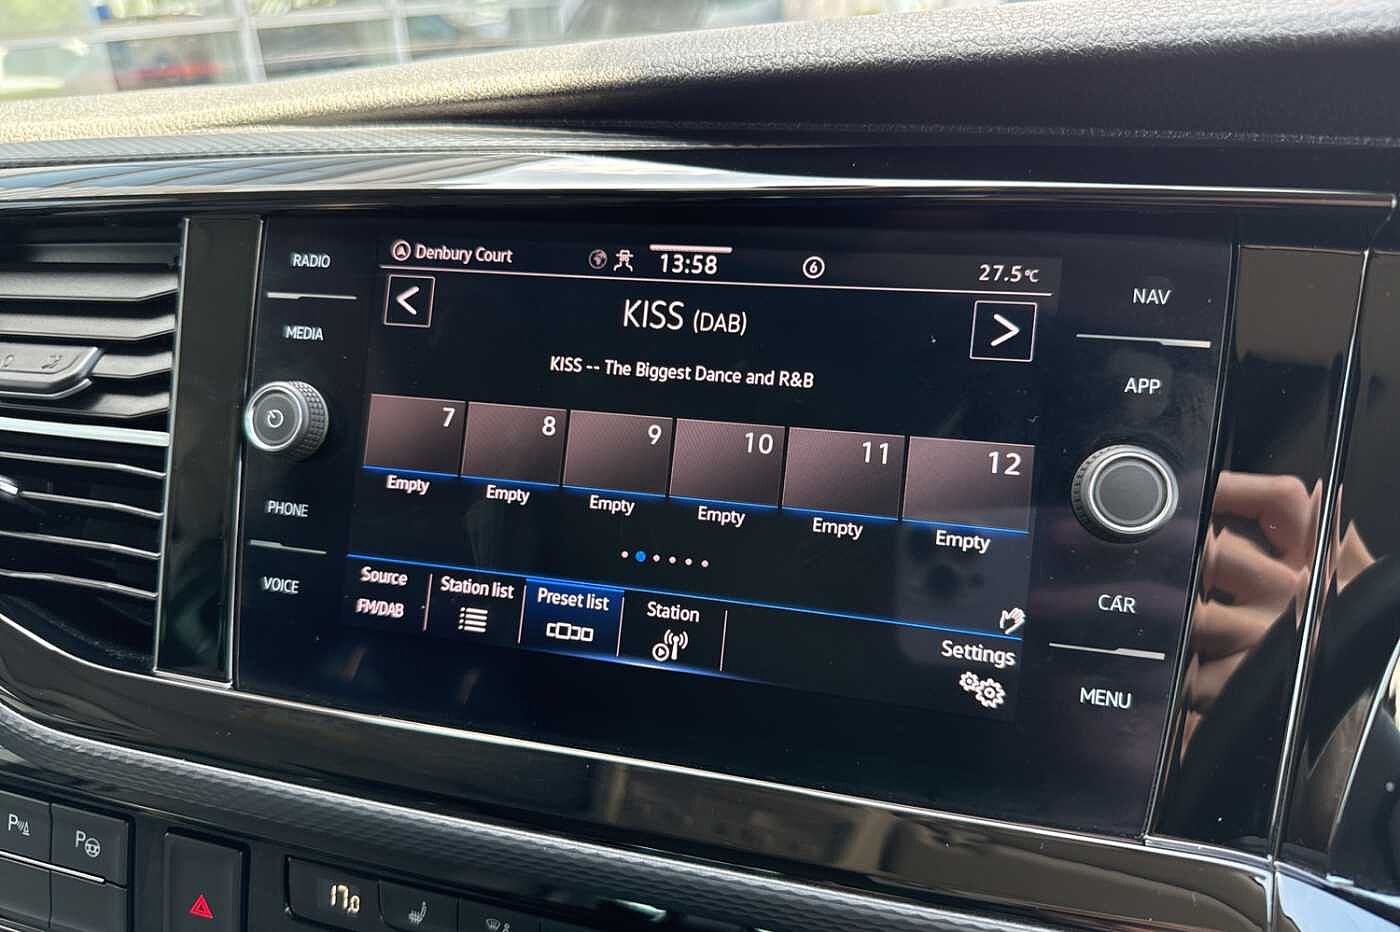 RADIO
MEDIA
PHONE
VOICE
Denbury Court
13:58
6
27.5°C
<
KISS (DAB)
>
KISS -- The Biggest Dance and R&B
7
8
9
10
11
12
Empty
Empty
Empty
Empty
Empty
Empty
Source
FM/DAB
Station list
Preset list
Station
Settings
NAV
APP
CAR
MENU
P
P
17.0